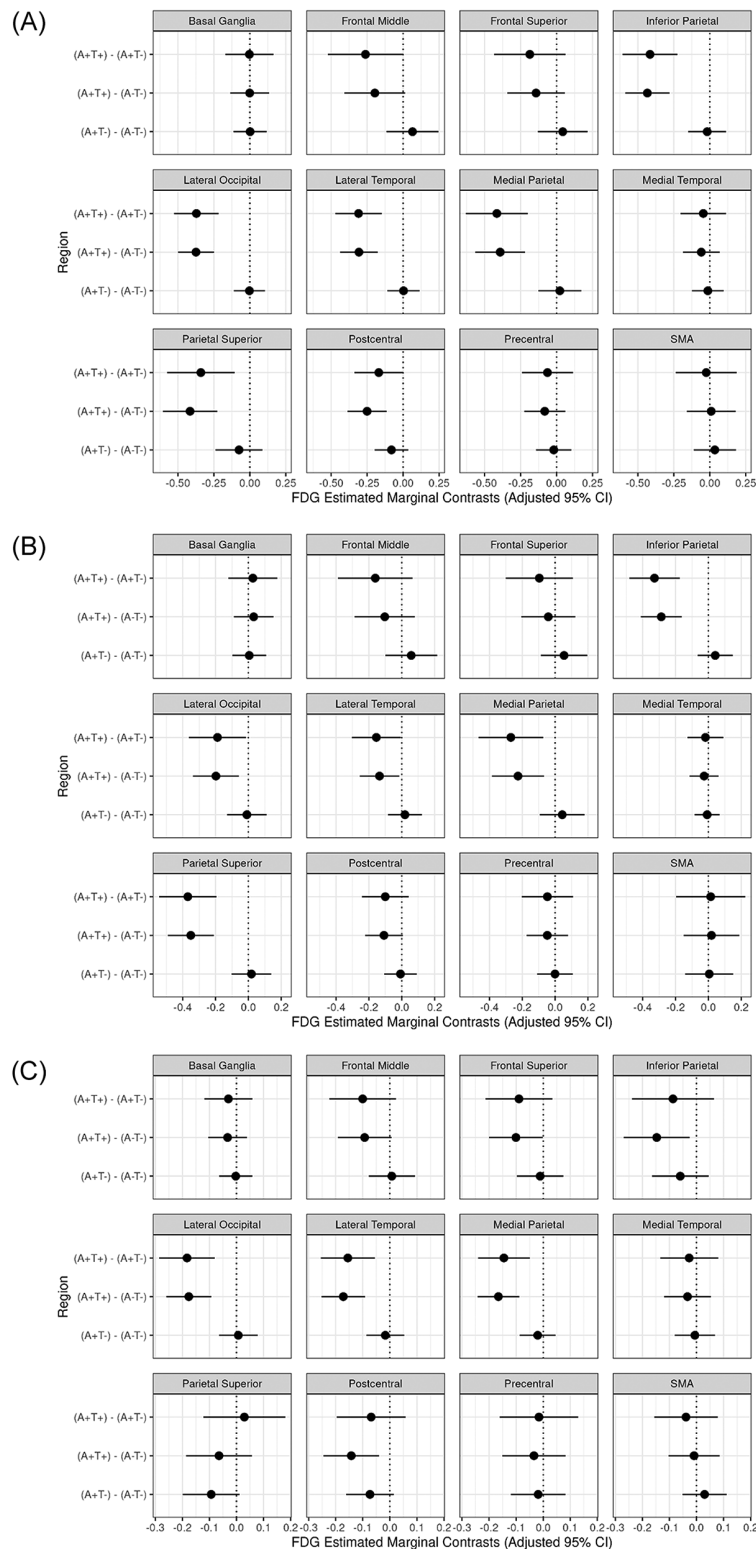 (A)
Basal Ganglia Frontal Middle Frontal Superior Inferior Parietal
(A+T+) - (A+T-)
(A+T+) - (A-T-)
(A+T-) - (A-T-)
Lateral Occipital Lateral Temporal Medial Parietal Medial Temporal
(A+T+) - (A+T-)
(A+T+) - (A-T-)
(A+T-) - (A-T-)
Region
Parietal Superior Postcentral Precentral SMA
(A+T+) - (A+T-)
(A+T+) - (A-T-)
(A+T-) - (A-T-)
-0.50 -0.25 0.00 0.25 -0.50 -0.25 0.00 0.25 -0.50 -0.25 0.00 0.25 -0.50 -0.25 0.00 0.25
FDG Estimated Marginal Contrasts (Adjusted 95% CI)
(B)
Basal Ganglia Frontal Middle Frontal Superior Inferior Parietal
(A+T+) - (A+T-)
(A+T+) - (A-T-)
(A+T-) - (A-T-)
Lateral Occipital Lateral Temporal Medial Parietal Medial Temporal
(A+T+) - (A+T-)
(A+T+) - (A-T-)
(A+T-) - (A-T-)
Region
Parietal Superior Postcentral Precentral SMA
(A+T+) - (A+T-)
(A+T+) - (A-T-)
(A+T-) - (A-T-)
-0.4 -0.2 0.0 0.2 -0.4 -0.2 0.0 0.2 -0.4 -0.2 0.0 0.2 -0.4 -0.2 0.0 0.2
FDG Estimated Marginal Contrasts (Adjusted 95% CI)
(C)
Basal Ganglia Frontal Middle Frontal Superior Inferior Parietal
(A+T+) - (A+T-)
(A+T+) - (A-T-)
(A+T-) - (A-T-)
Lateral Occipital Lateral Temporal Medial Parietal Medial Temporal
(A+T+) - (A+T-)
(A+T+) - (A-T-)
(A+T-) - (A-T-)
Region
Parietal Superior Postcentral Precentral SMA
(A+T+) - (A+T-)
(A+T+) - (A-T-)
(A+T-) - (A-T-)
-0.3 -0.2 -0.1 0.0 0.1 0.2 -0.3 -0.2 -0.1 0.0 0.1 0.2 -0.3 -0.2 -0.1 0.0 0.1 0.2 -0.3 -0.2 -0.1 0.0 0.1 0.2
FDG Estimated Marginal Contrasts (Adjusted 95% CI)